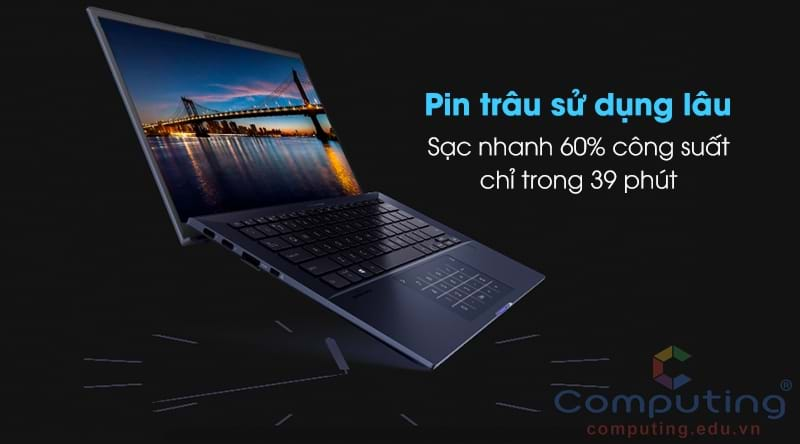 Pin trâu sử dụng lâu
Sạc nhanh 60% công suất
chỉ trong 39 phút
Computing®
computing.edu.vn